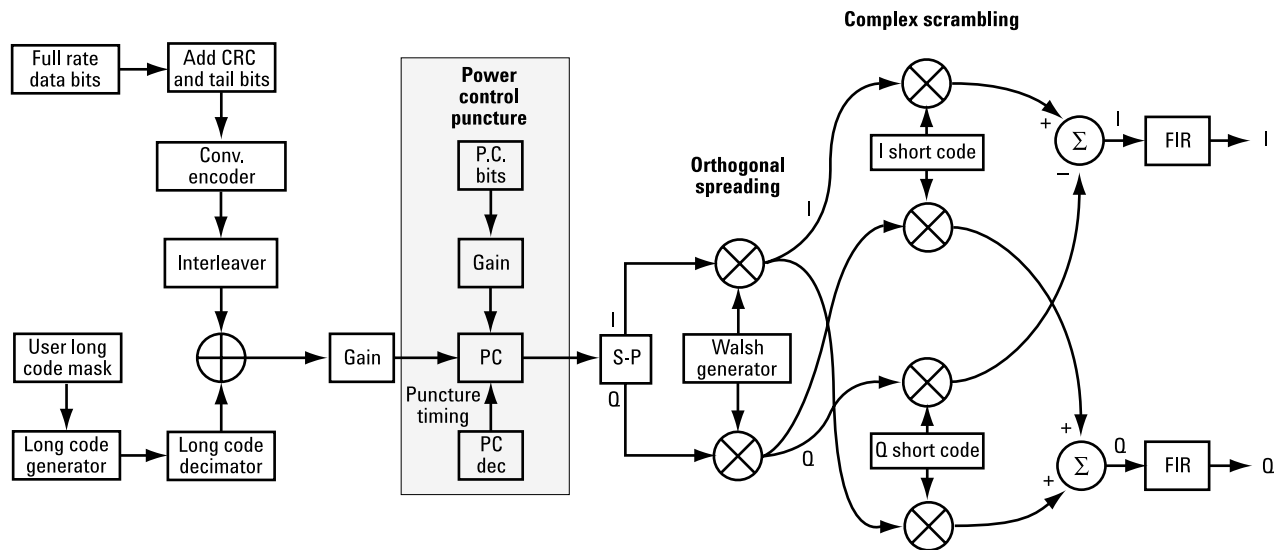 Complex scrambling
Full rate
data bits
Add CRC
and tail bits
Power
control
puncture
Conv.
encoder
P.C.
bits
I short code
+
Σ
I
FIR
I
−
Orthogonal
spreading
I
Interleaver
Gain
User long
code mask
Gain
PC
I
S-P
Q
Walsh
generator
Puncture
timing
Long code
generator
Long code
decimator
PC
dec
Q
Q short code
+
Σ
Q
FIR
Q
+